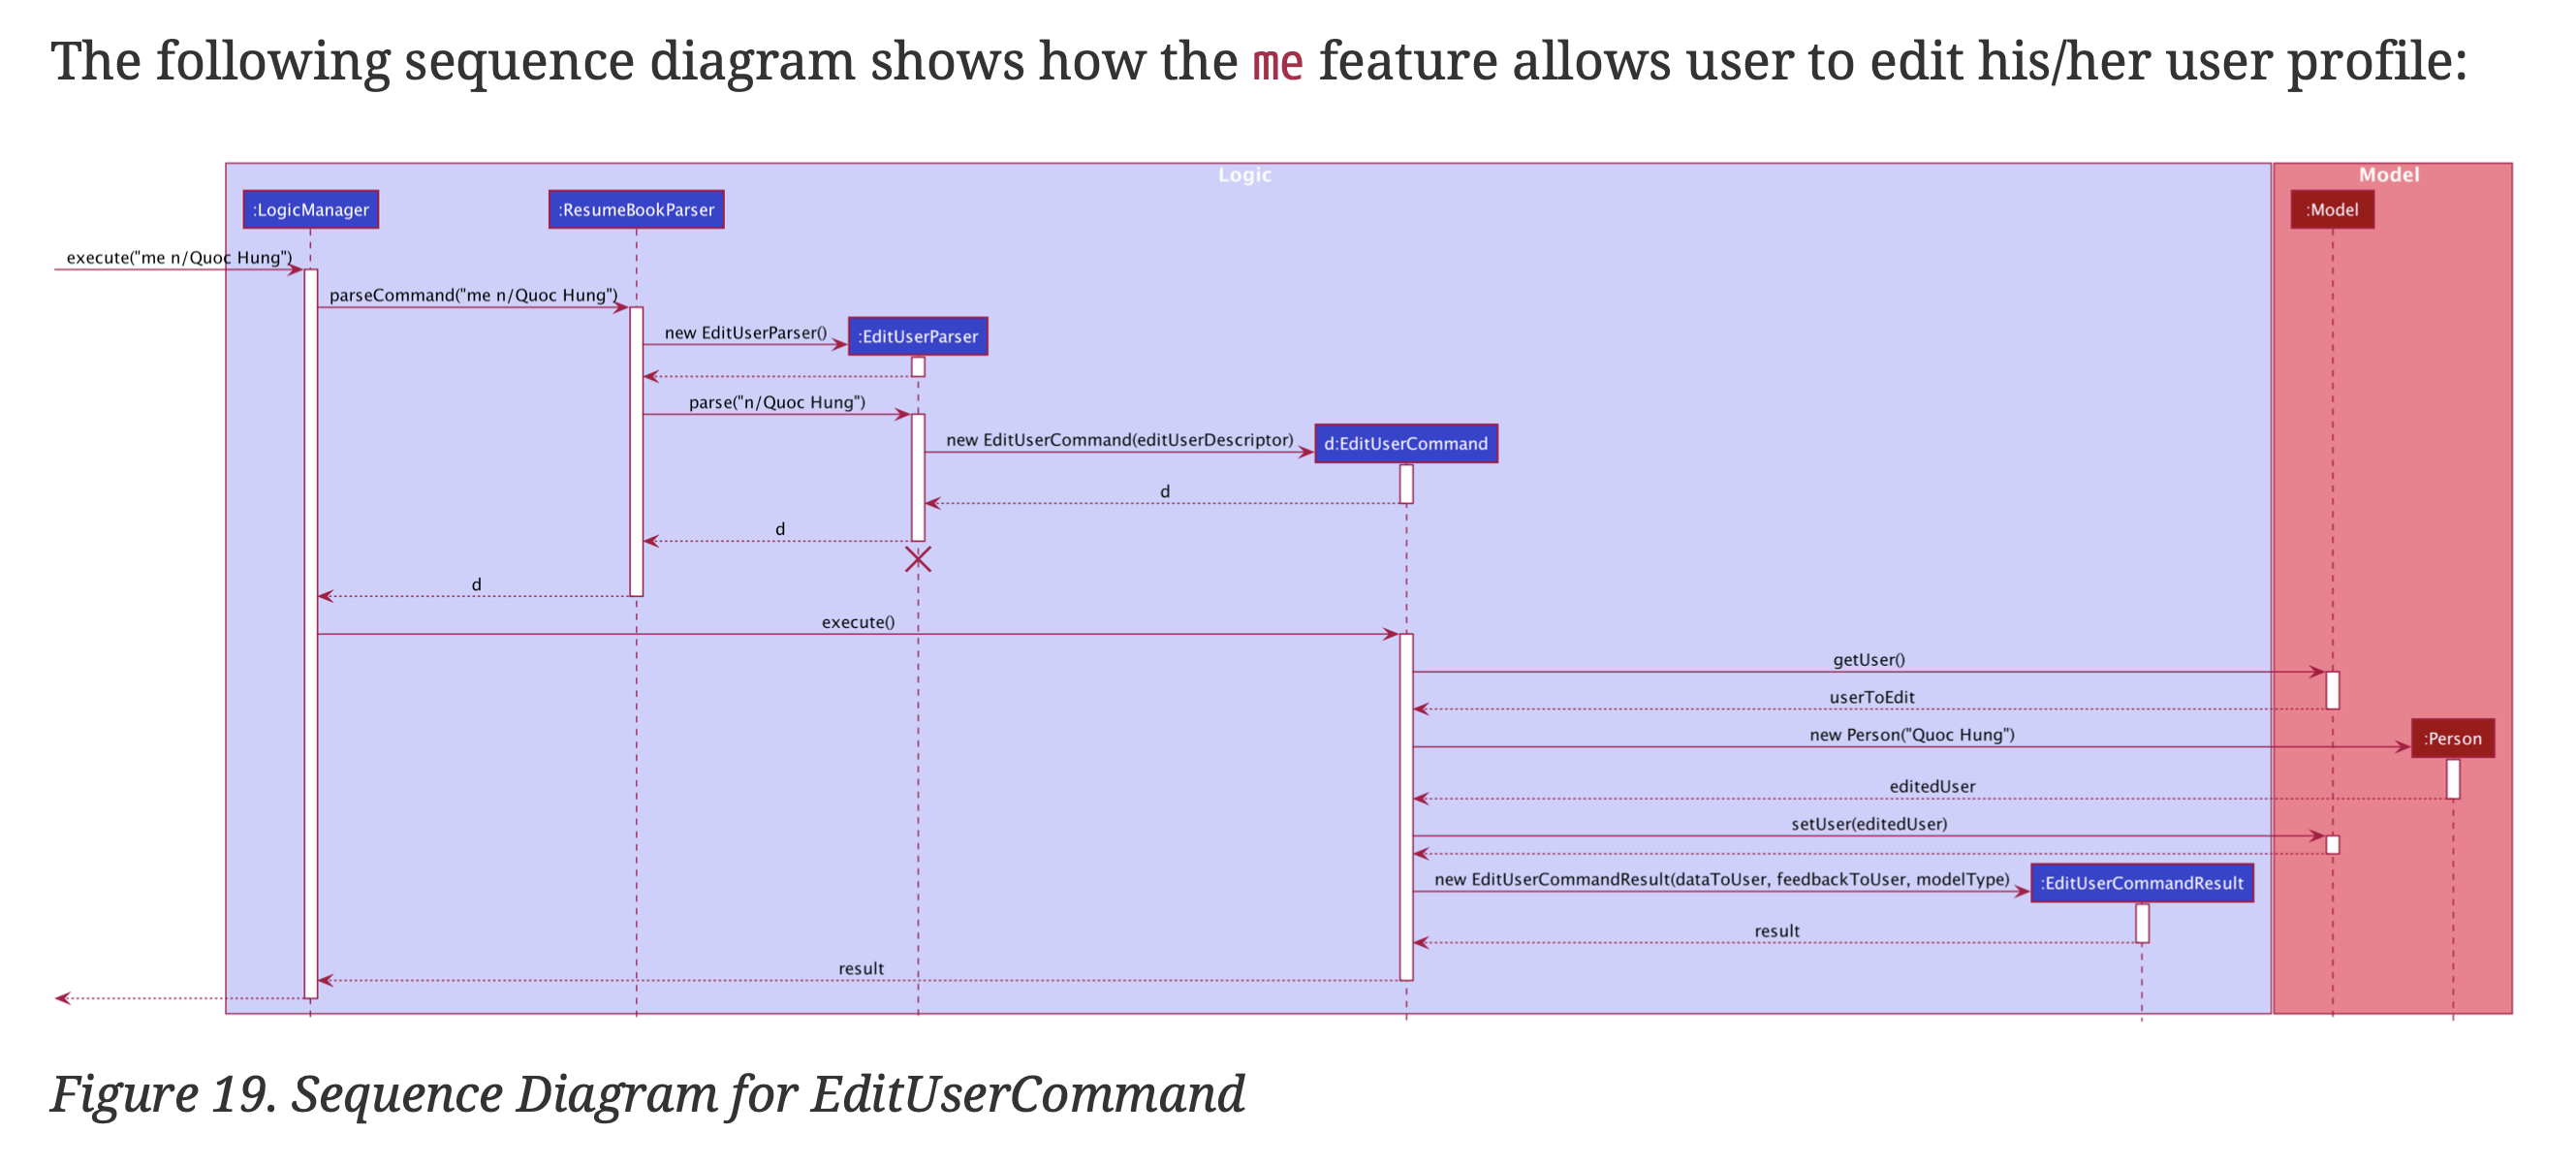 The following sequence diagram shows how the me feature allows user to edit his/her user profile:
Logic
Model
:LogicManager
:ResumeBookParser
:Model
execute("me n/Quoc Hung")
parseCommand("me n/Quoc Hung")
new EditUserParser()
:EditUserParser
parse("n/Quoc Hung")
new EditUserCommand(editUserDescriptor)
d:EditUserCommand
d
d
d
execute()
getUser()
userToEdit
new Person("Quoc Hung")
:Person
editedUser
setUser(editedUser)
new EditUserCommandResult(dataToUser, feedbackToUser, modelType)
:EditUserCommandResult
result
result
Figure 19. Sequence Diagram for EditUserCommand